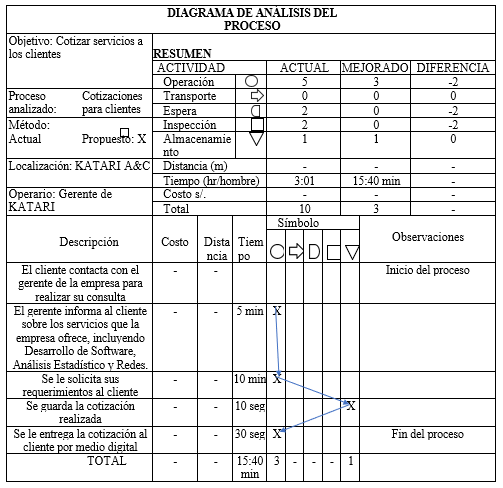 DIAGRAMA DE ANÁLISIS DEL
PROCESO
Objetivo: Cotizar servicios a
los clientes
RESUMEN
ACTIVIDAD ACTUAL MEJORADO DIFERENCIA
Operación 5 3 -2
Proceso Cotizaciones
analizado: para clientes
Transporte 0 0 0
Espera 2 0 -2
Método:
Actual Propuesto: X
Inspección 2 0 -2
Almacenamie
nto 1 1 0
Localización: KATARI A&C
Distancia (m) - - -
Tiempo (hr/hombre) 3:01 15:40 min -
Operario: Gerente de
KATARI
Costo s/. - - -
Total 10 3 -
Descripción Costo Dista
ncia Tiem
po Símbolo Observaciones
El cliente contacta con el
gerente de la empresa para
realizar su consulta
- - Inicio del proceso
El gerente informa al cliente
sobre los servicios que la
empresa ofrece, incluyendo
Desarrollo de Software,
Análisis Estadístico y Redes.
- - 5 min X
Se le solicita sus
requerimientos al cliente
- - 10 min X
Se guarda la cotización
realizada
- - 10 seg X
Se le entrega la cotización al
cliente por medio digital
- - 30 seg X Fin del proceso
TOTAL - - 15:40
min 3 - - - 1